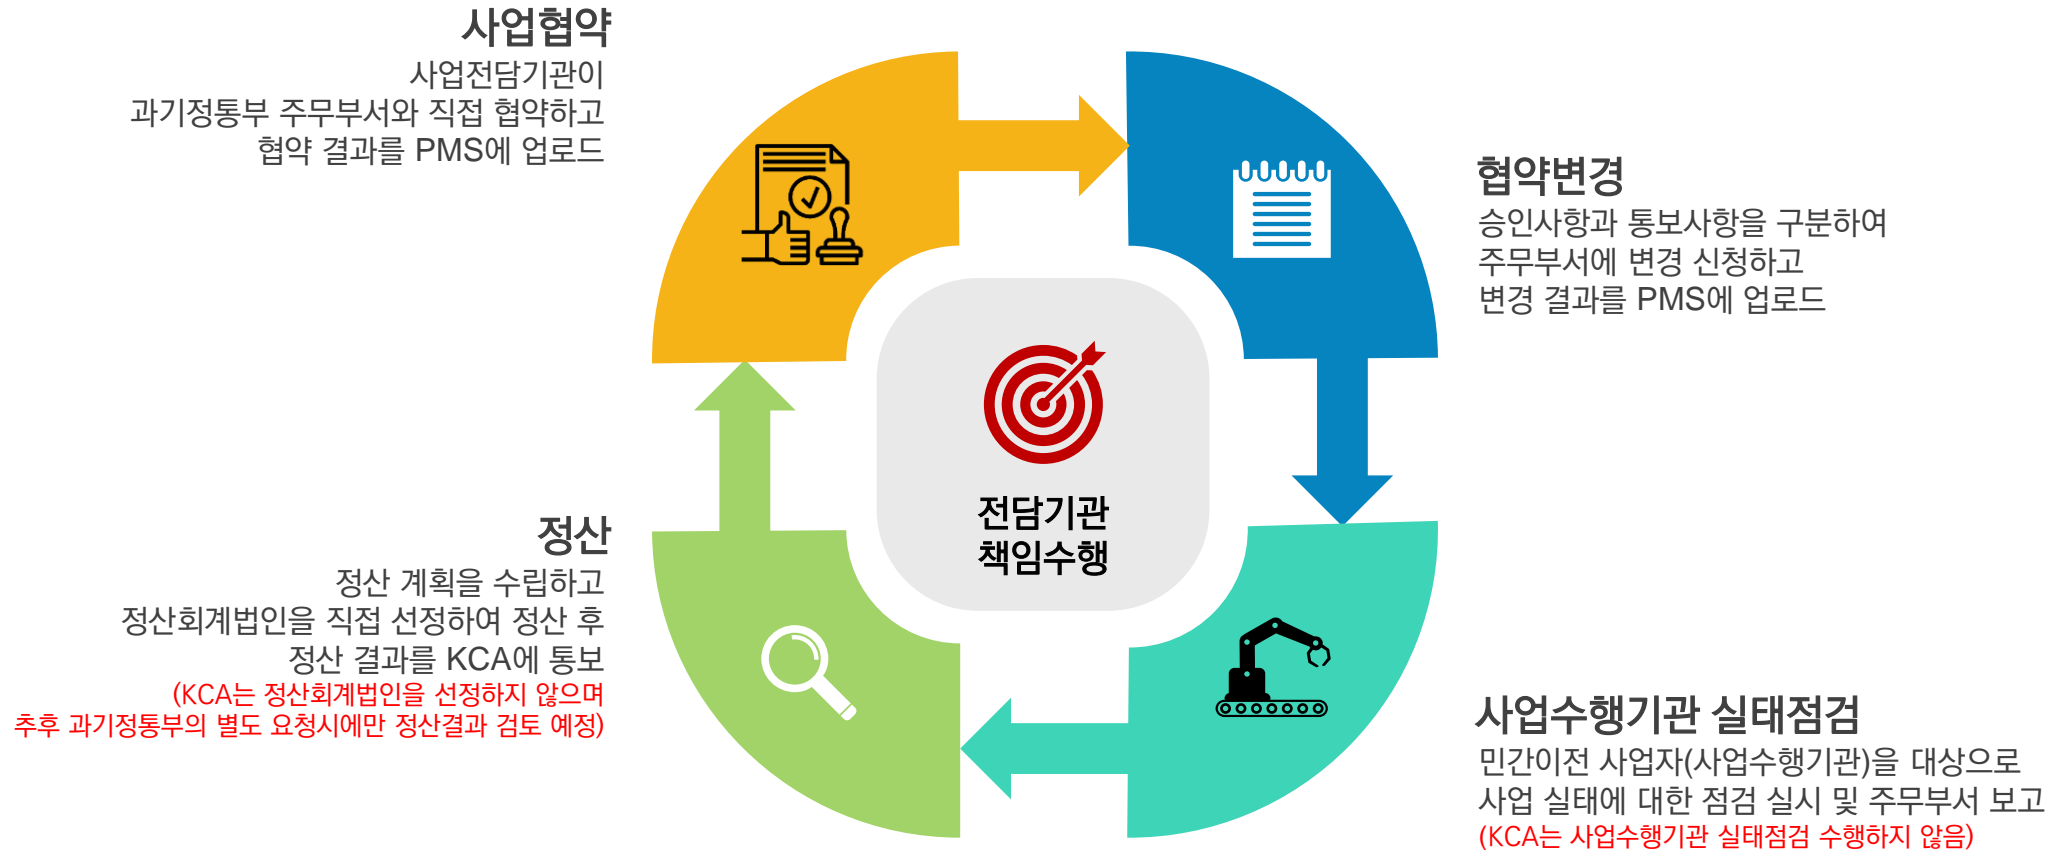 사업협약
사업전담기관이
과기정통부 주무부서와 직접 협약하고
협약 결과를 PMS에 업로드
협약변경
승인사항과 통보사항을 구분하여
주무부서에 변경 신청하고
변경 결과를 PMS에 업로드
전담기관
책임수행
정산
정산 계획을 수립하고
정산회계법인을 직접 선정하여 정산 후
정산 결과를 KCA에 통보
(KCA는 정산회계법인을 선정하지 않으며
추후 과기정통부의 별도 요청시에만 정산결과 검토 예정)
사업수행기관 실태점검
민간이전 사업자(사업수행기관)을 대상으로
사업 실태에 대한 점검 실시 및 주무부서 보고
(KCA는 사업수행기관 실태점검 수행하지 않음)